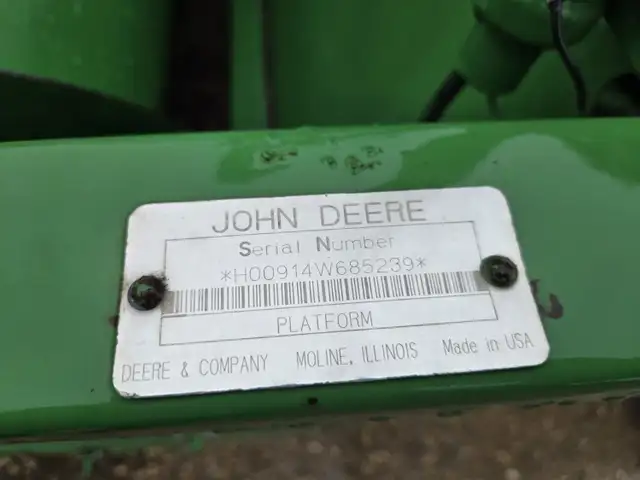 JOHN DEERE
Serial Number
*H00914W685239*
PLATFORM
DEERE & COMPANY MOLINE, ILLINOIS Made in USA